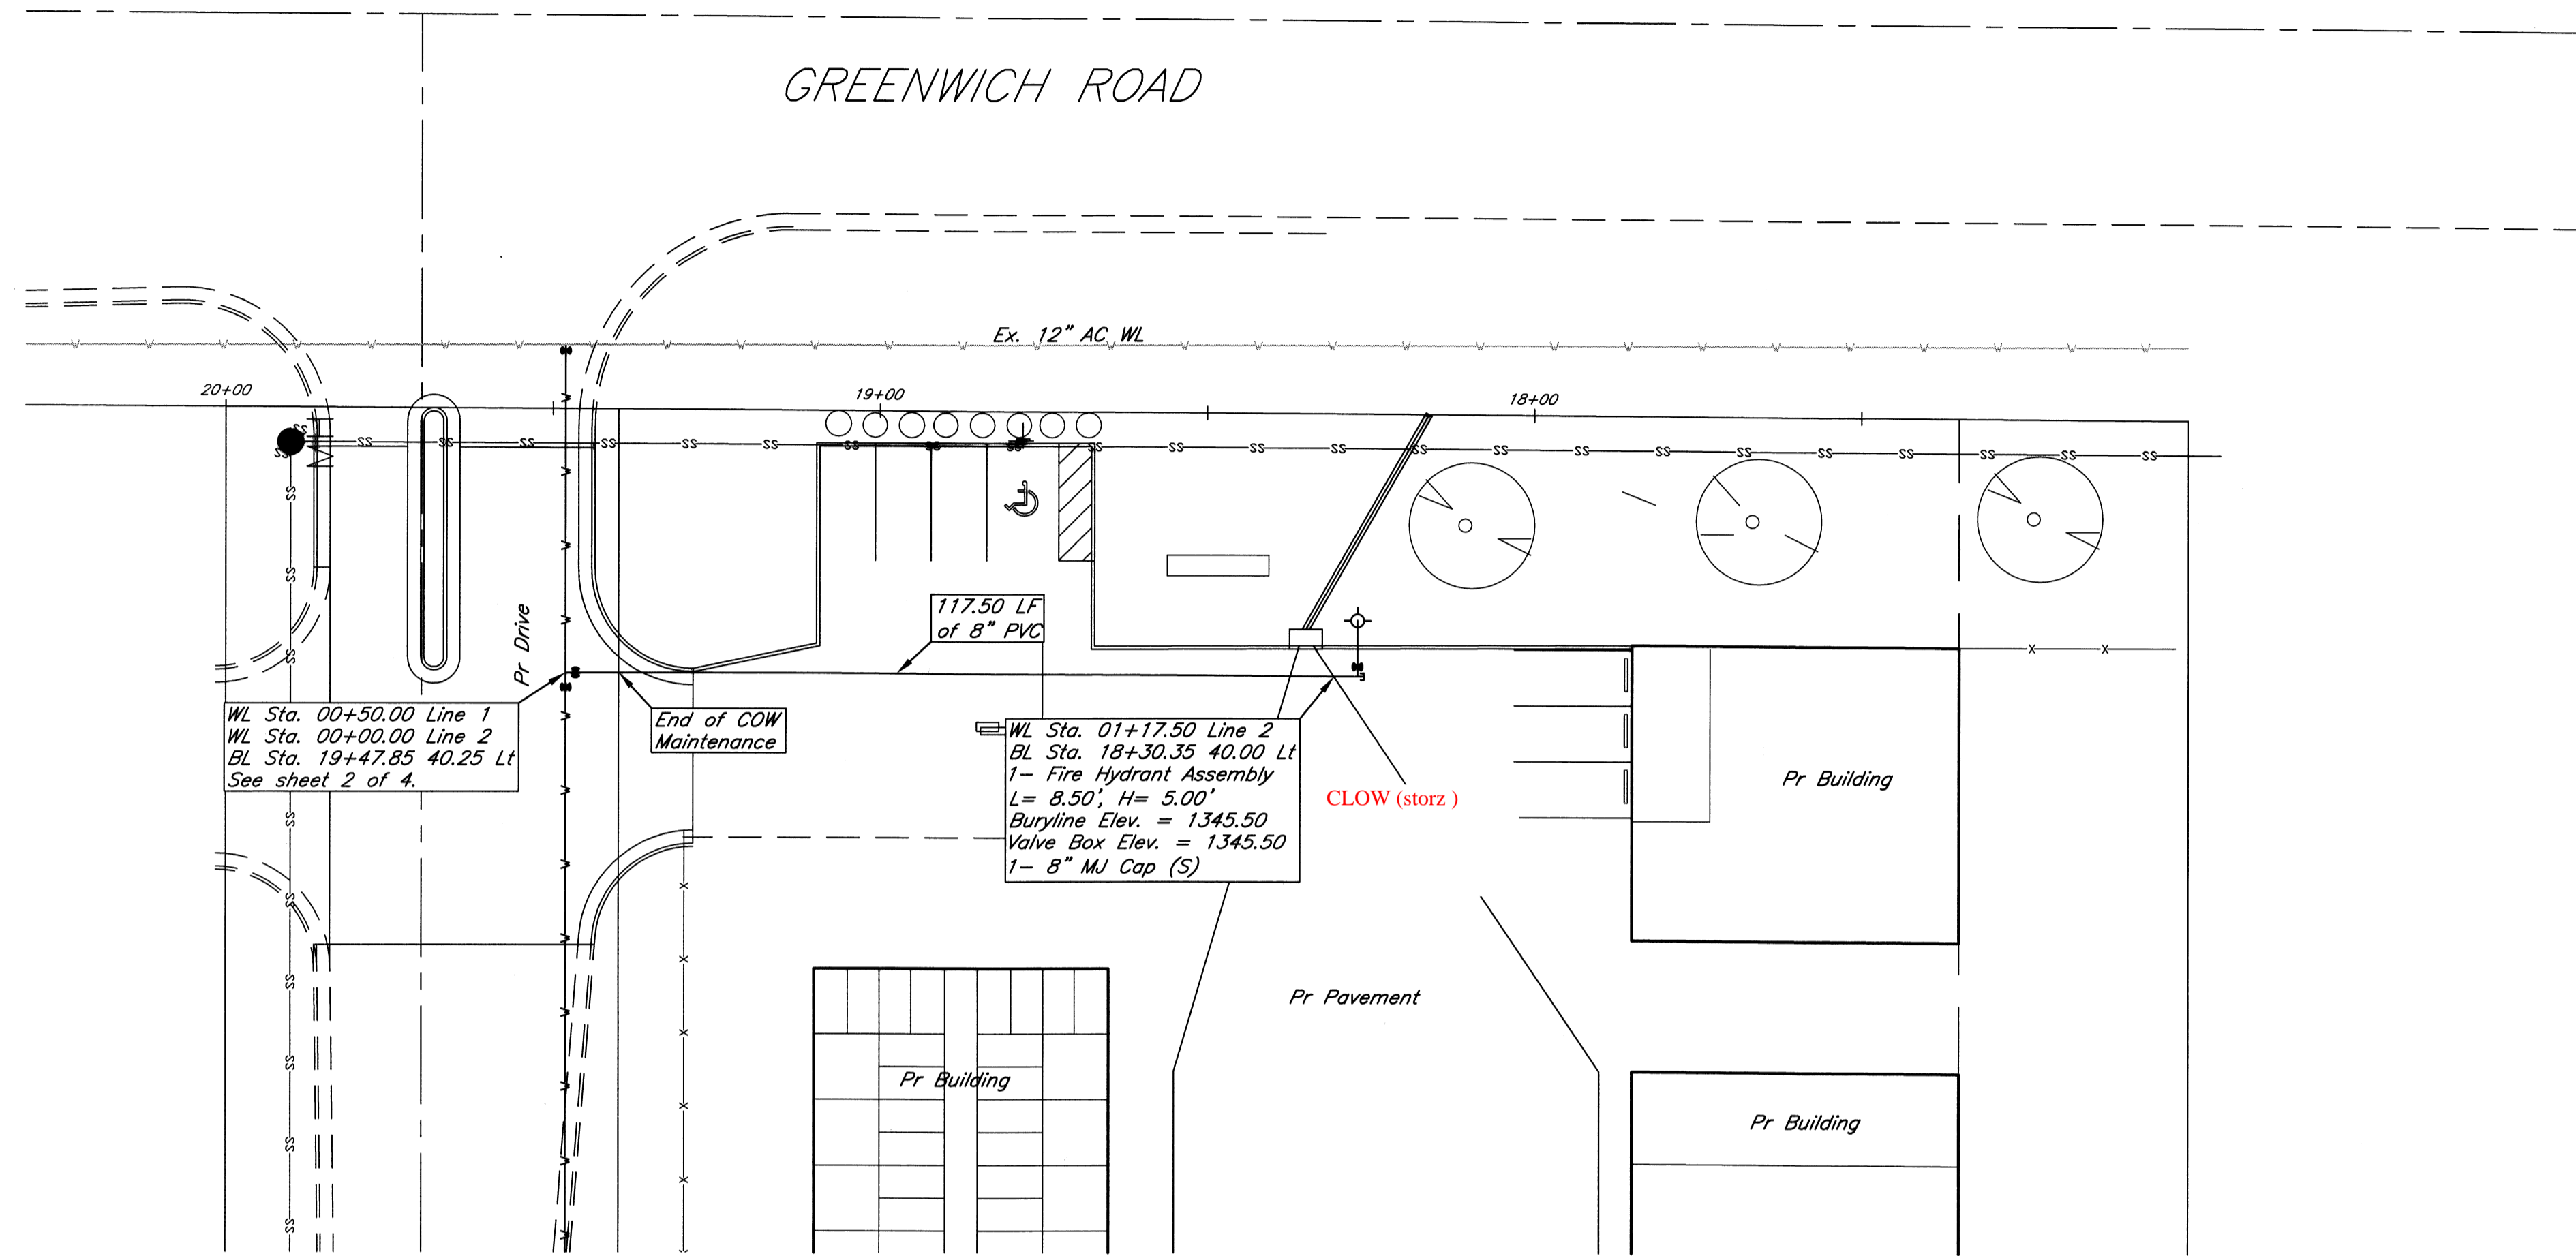 GREENWICH ROAD
Ex. 12" AC WL
20+00
19+00
18+00
117.50 LF
of 8" PVC
Pr Drive
WL Sta. 00+50.00 Line 1
WL Sta. 00+00.00 Line 2
BL Sta. 19+47.85 40.25 Lt
See sheet 2 of 4.
End of COW
Maintenance
WL Sta. 01+17.50 Line 2
BL Sta. 18+30.35 40.00 Lt
1- Fire Hydrant Assembly
L= 8.50', H= 5.00'
Buryline Elev. = 1345.50
Valve Box Elev. = 1345.50
1- 8" MJ Cap (S)
CLOW (storz )
Pr Building
Pr Pavement
Pr Building
Pr Building